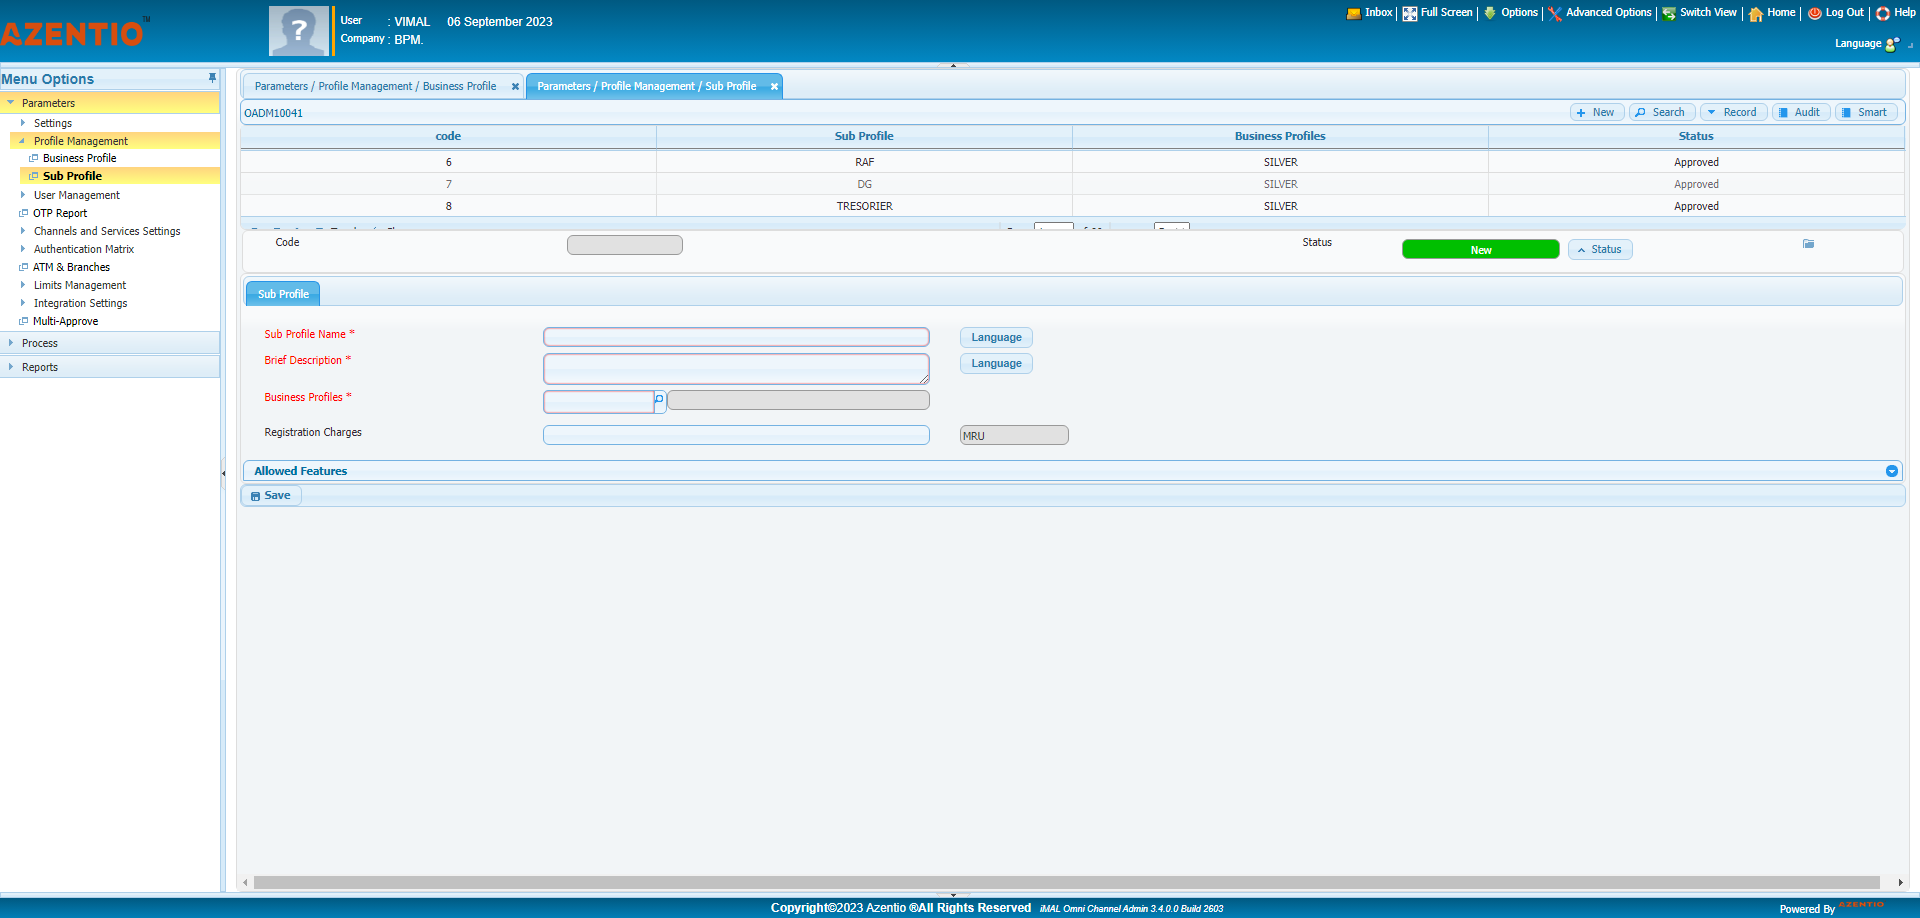 AZENTIO™
User : VIMAL 06 September 2023
Company : BPM.
Inbox Full Screen Options Advanced Options Switch View Home Log Out Help
Language
Menu Options
Parameters
Settings
Profile Management
Business Profile
Sub Profile
User Management
OTP Report
Channels and Services Settings
Authentication Matrix
ATM & Branches
Limits Management
Integration Settings
Multi-Approve
Process
Reports
Parameters / Profile Management / Business Profile
Parameters / Profile Management / Sub Profile
OADM10041
New Search Record Audit Smart
code Sub Profile Business Profiles Status
6 RAF SILVER Approved
7 DG SILVER Approved
8 TRESORIER SILVER Approved
Code
Status New Status
Sub Profile
Sub Profile Name * Language
Brief Description * Language
Business Profiles *
Registration Charges MRU
Allowed Features
Save
Copyright©2023 Azentio ®All Rights Reserved iMAL Omni Channel Admin 3.4.0.0 Build 2603
Powered By AZENTIO